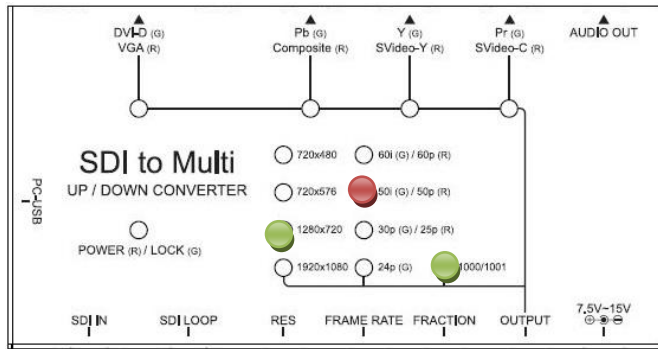 DVI-D (G)
VGA (R)
Pb (G)
Composite (R)
Y (G)
SVideo-Y (R)
Pr (G)
SVideo-C (R)
AUDIO OUT
SDI to Multi
UP / DOWN CONVERTER
POWER (R) / LOCK (G)
PC-USB
720x480
60i (G) / 60p (R)
720x576
50i (G) / 50p (R)
1280x720
30p (G) / 25p (R)
1920x1080
24p (G)
1000/1001
SDI IN
SDI LOOP
RES
FRAME RATE
FRACTION
OUTPUT
7.5V~15V